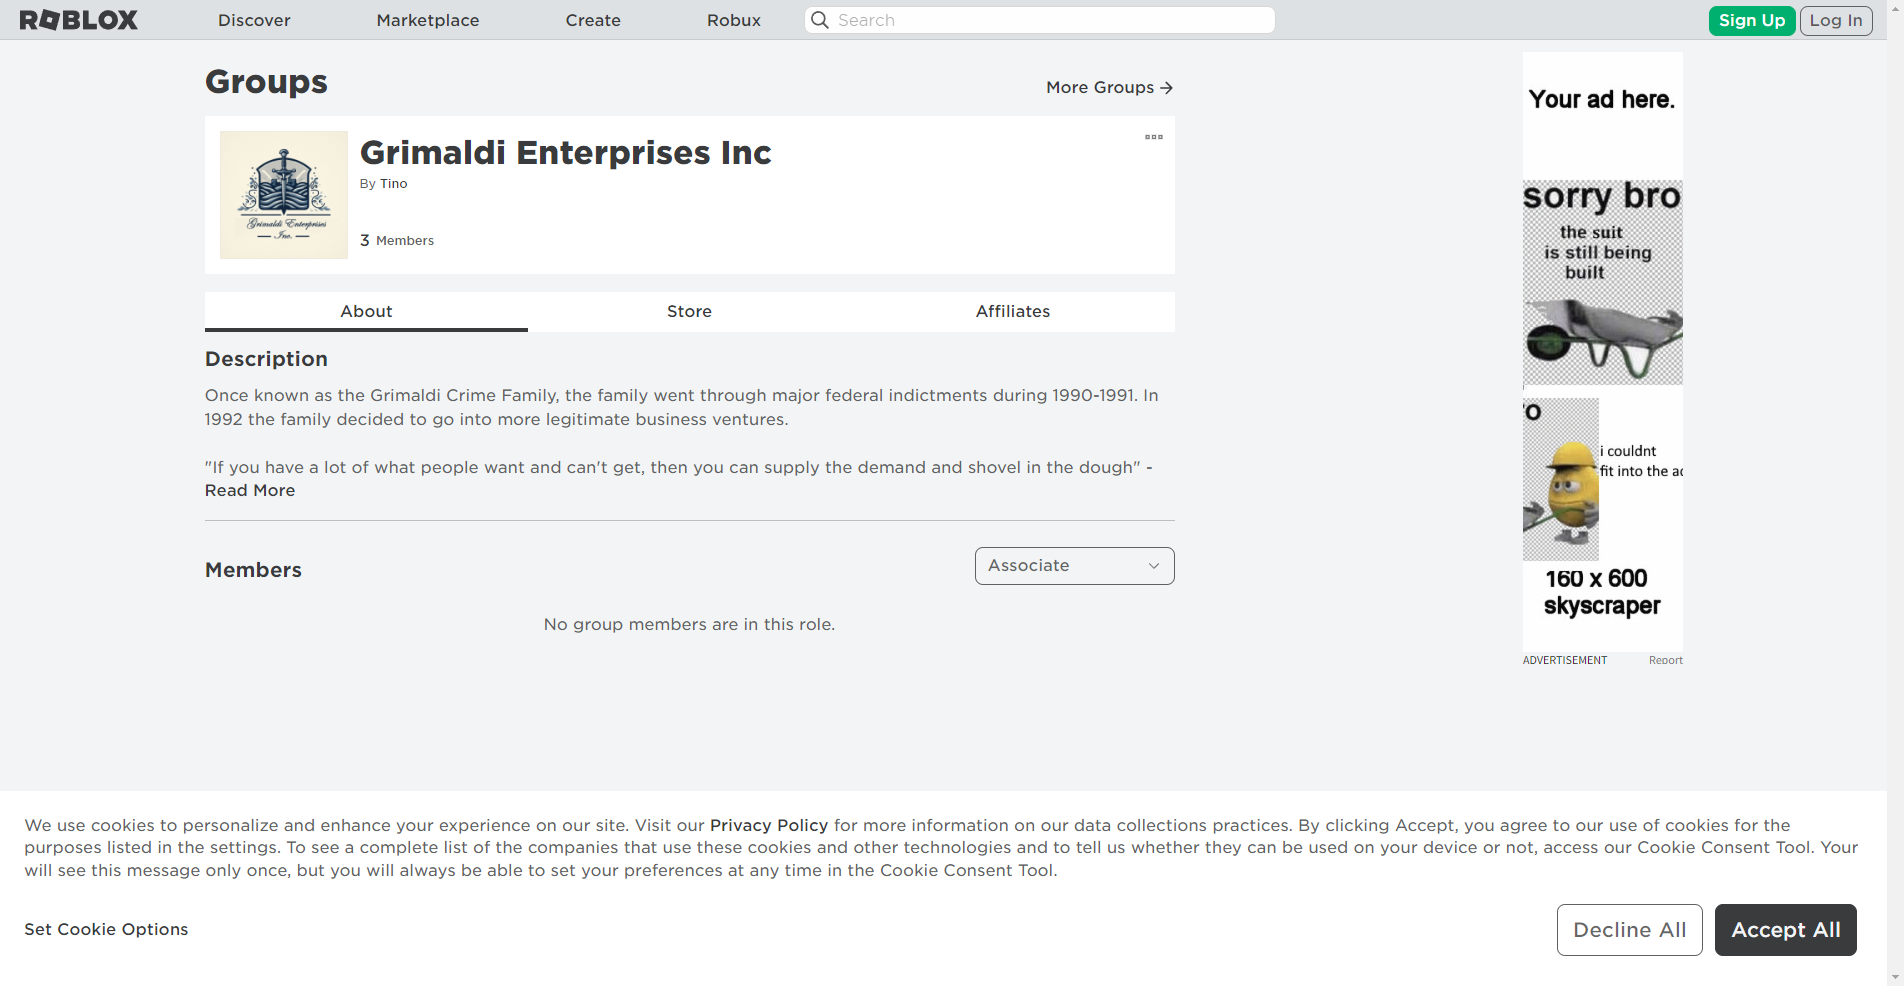 ROBLOX
Discover
Marketplace
Create
Robux
Search
Sign Up
Log In
Groups
More Groups
Grimaldi Enterprises
Inc.
Grimaldi Enterprises Inc
By Tino
3 Members
About
Store
Affiliates
Description
Once known as the Grimaldi Crime Family, the family went through major federal indictments during 1990-1991. In
1992 the family decided to go into more legitimate business ventures.
"If you have a lot of what people want and can't get, then you can supply the demand and shovel in the dough" -
Read More
Members
Associate
No group members are in this role.
Your ad here.
sorry bro
the suit
is still being
built
ro
i couldnt
fit into the ad
160 x 600
skyscraper
ADVERTISEMENT
Report
We use cookies to personalize and enhance your experience on our site. Visit our Privacy Policy for more information on our data collections practices. By clicking Accept, you agree to our use of cookies for the
purposes listed in the settings. To see a complete list of the companies that use these cookies and other technologies and to tell us whether they can be used on your device or not, access our Cookie Consent Tool. Your
will see this message only once, but you will always be able to set your preferences at any time in the Cookie Consent Tool.
Set Cookie Options
Decline All
Accept All